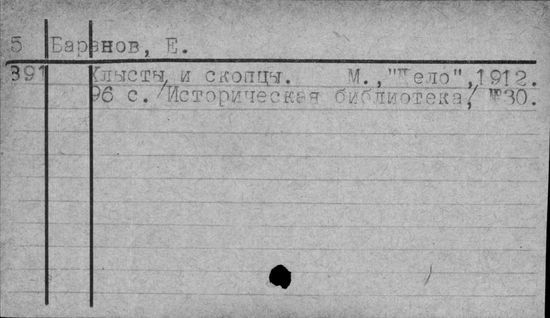 5 Баранов, Е.
391 Хлысты и скопцы. М.,"Дело",1912.
96 с./Историческая библиотека/ №30.